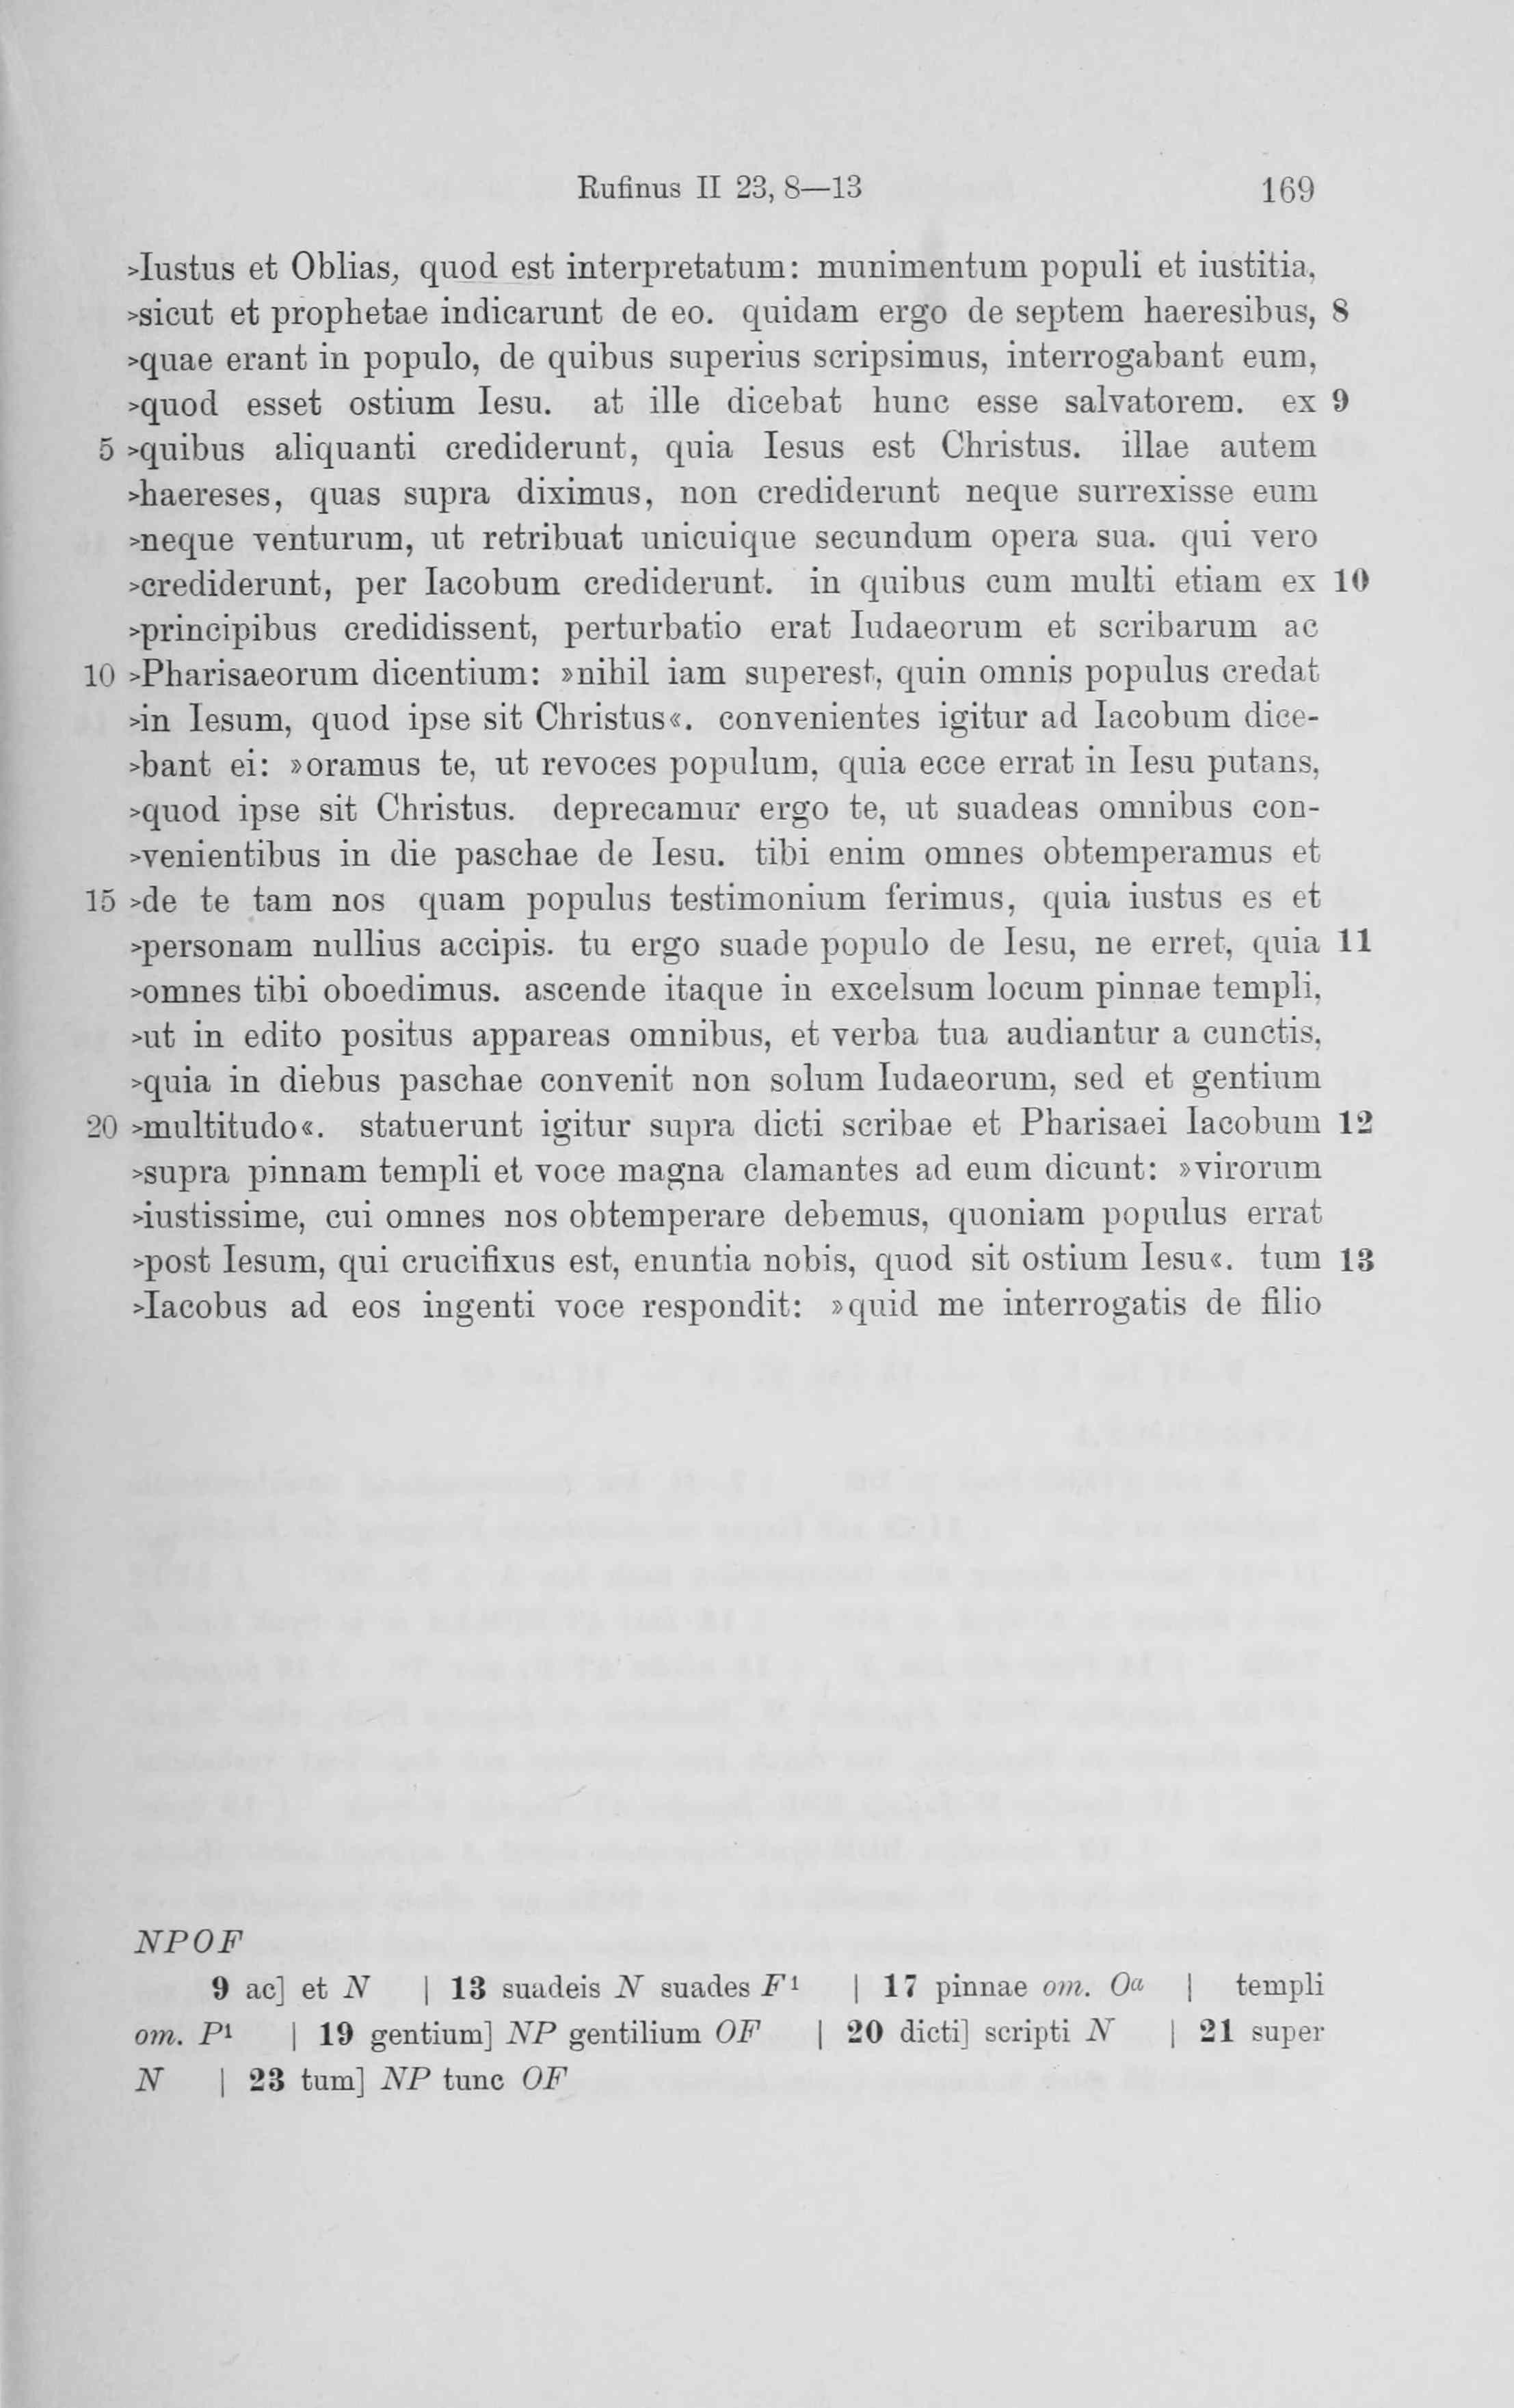 Rufinus II 23, 8—13 169
>Iustus et Oblias, quod est interpretatum: munimentum populi et iustitia,
>sicut et prophetae indicarunt de eo. quidam ergo de septem haeresibus, 8
>quae erant in populo, de quibus superius scripsimus, interrogabant eum,
>quod esset ostium Iesu. at ille dicebat hunc esse salvatorem. ex 9
5 >quibus aliquanti crediderunt, quia Iesus est Christus. illae autem
>haereses, quas supra diximus, non crediderunt neque surrexisse eum
>neque venturum, ut retribuat unicuique secundum opera sua. qui vero
>crediderunt, per Iacobum crediderunt. in quibus cum multi etiam ex 10
>principibus credidissent, perturbatio erat Iudaeorum et scribarum ac
10 >Pharisaeorum dicentium: »nihil iam superest, quin omnis populus credat
>in Iesum, quod ipse sit Christus«. convenientes igitur ad Iacobum dice-
>bant ei: »oramus te, ut revoces populum, quia ecce errat in Iesu putans,
>quod ipse sit Christus. deprecamur ergo te, ut suadeas omnibus con-
>venientibus in die paschae de Iesu. tibi enim omnes obtemperamus et
15 >de te tam nos quam populus testimonium ferimus, quia iustus es et
>personam nullius accipis. tu ergo suade populo de Iesu, ne erret, quia 11
>omnes tibi oboedimus. ascende itaque in excelsum locum pinnae templi,
>ut in edito positus appareas omnibus, et verba tua audiantur a cunctis,
>quia in diebus paschae convenit non solum Iudaeorum, sed et gentium
20 >multitudo«. statuerunt igitur supra dicti scribae et Pharisaei Iacobum 12
>supra pinnam templi et voce magna clamantes ad eum dicunt: »virorum
>iustissime, cui omnes nos obtemperare debemus, quoniam populus errat
>post Iesum, qui crucifixus est, enuntia nobis, quod sit ostium Iesu«. tum 13
>Iacobus ad eos ingenti voce respondit: »quid me interrogatis de filio
NPOF
9 ac] et N | 13 suadeis N suades F¹ | 17 pinnae om. Oa | templi
om. P¹ | 19 gentium] NP gentilium OF | 20 dicti] scripti N | 21 super
N | 23 tum] NP tunc OF